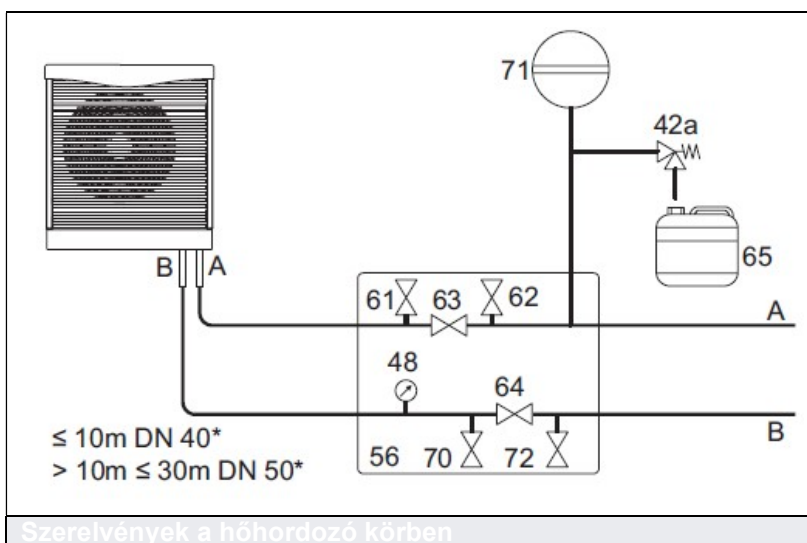 71
42a
65
B A
61 63 62
A
48
64
B
≤ 10m DN 40*
> 10m ≤ 30m DN 50*
56 70 72
Szerelvények a hőhordozó körben